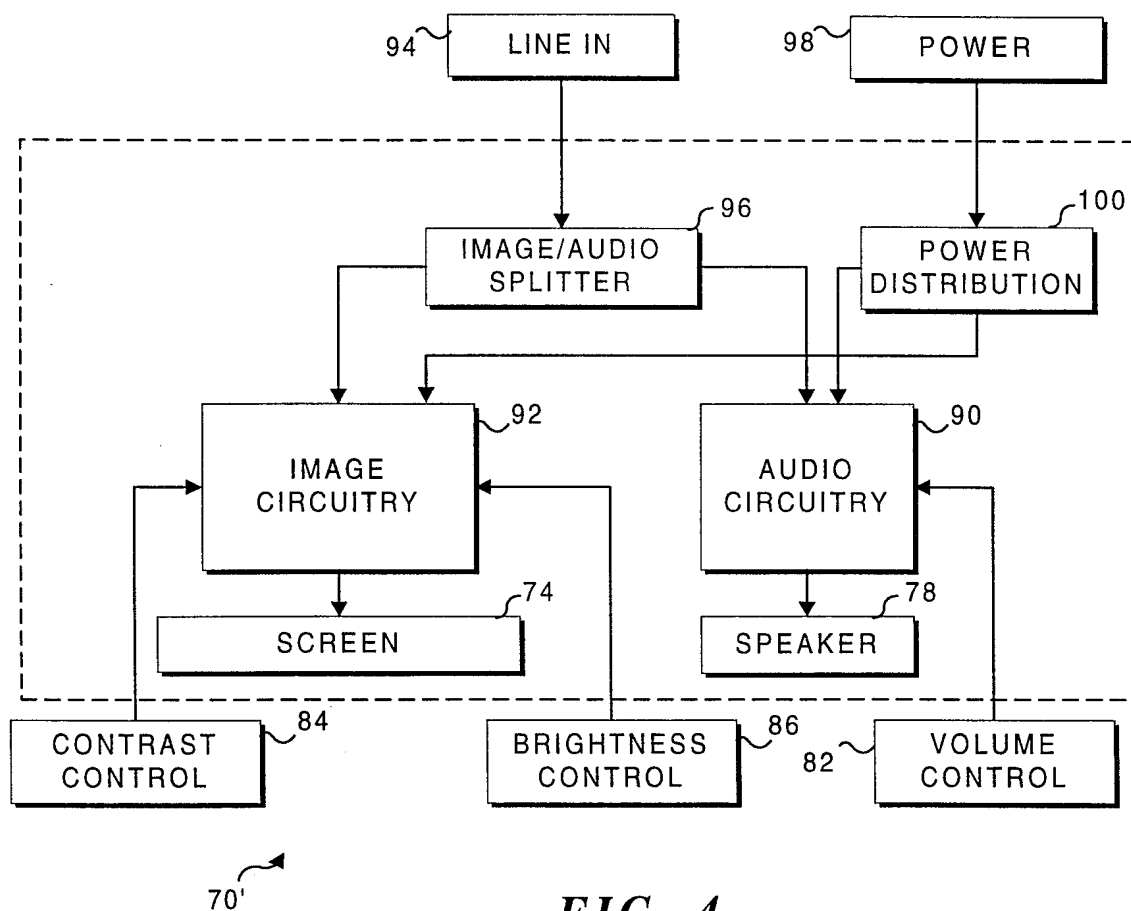 94
LINE IN
98
POWER
96
IMAGE/AUDIO
SPLITTER
100
POWER
DISTRIBUTION
92
IMAGE
CIRCUITRY
90
AUDIO
CIRCUITRY
74
SCREEN
78
SPEAKER
84
CONTRAST
CONTROL
86
BRIGHTNESS
CONTROL
82
VOLUME
CONTROL
70'
FIG. 4